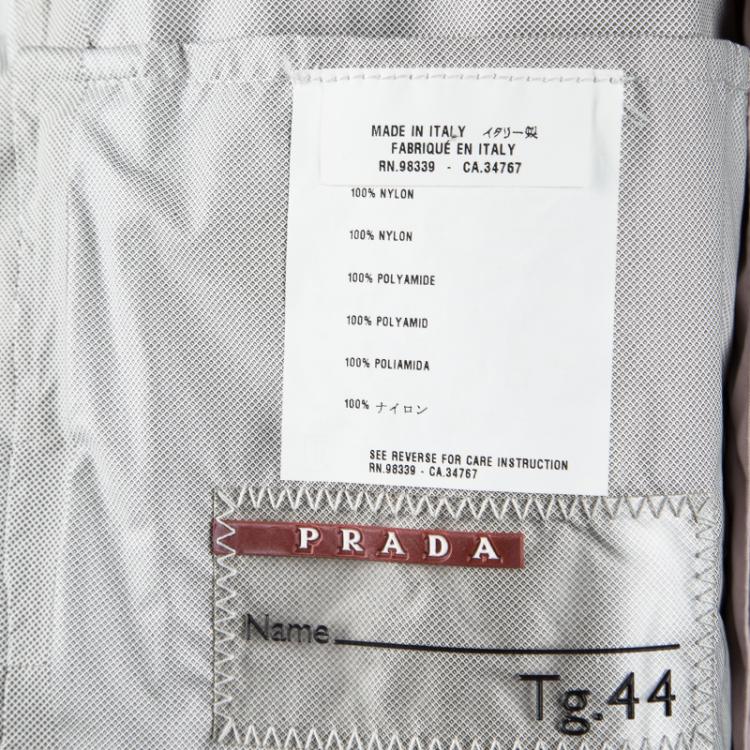 MADE IN ITALY イタリー製
FABRIQUÉ EN ITALY
RN.98339 - CA.34767
100% NYLON
100% NYLON
100% POLYAMIDE
100% POLYAMID
100% POLIAMIDA
100% ナイロン
SEE REVERSE FOR CARE INSTRUCTION
RN.98339 - CA.34767
PRADA
Name
Tg.44